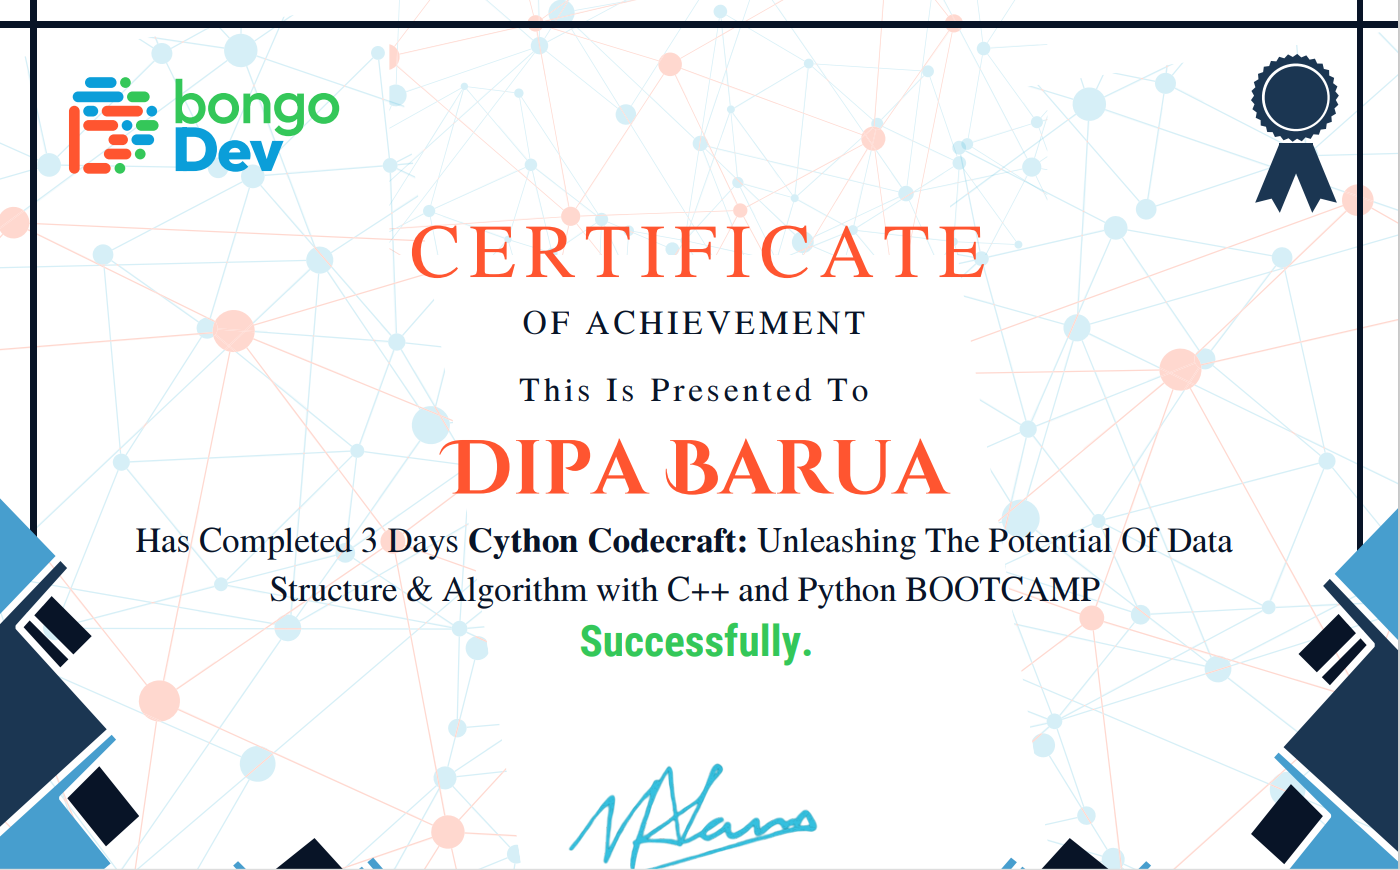 bongo
Dev
CERTIFICATE
OF ACHIEVEMENT
This Is Presented To
DIPA BARUA
Has Completed 3 Days Cython Codecraft: Unleashing The Potential Of Data
Structure & Algorithm with C++ and Python BOOTCAMP
Successfully.